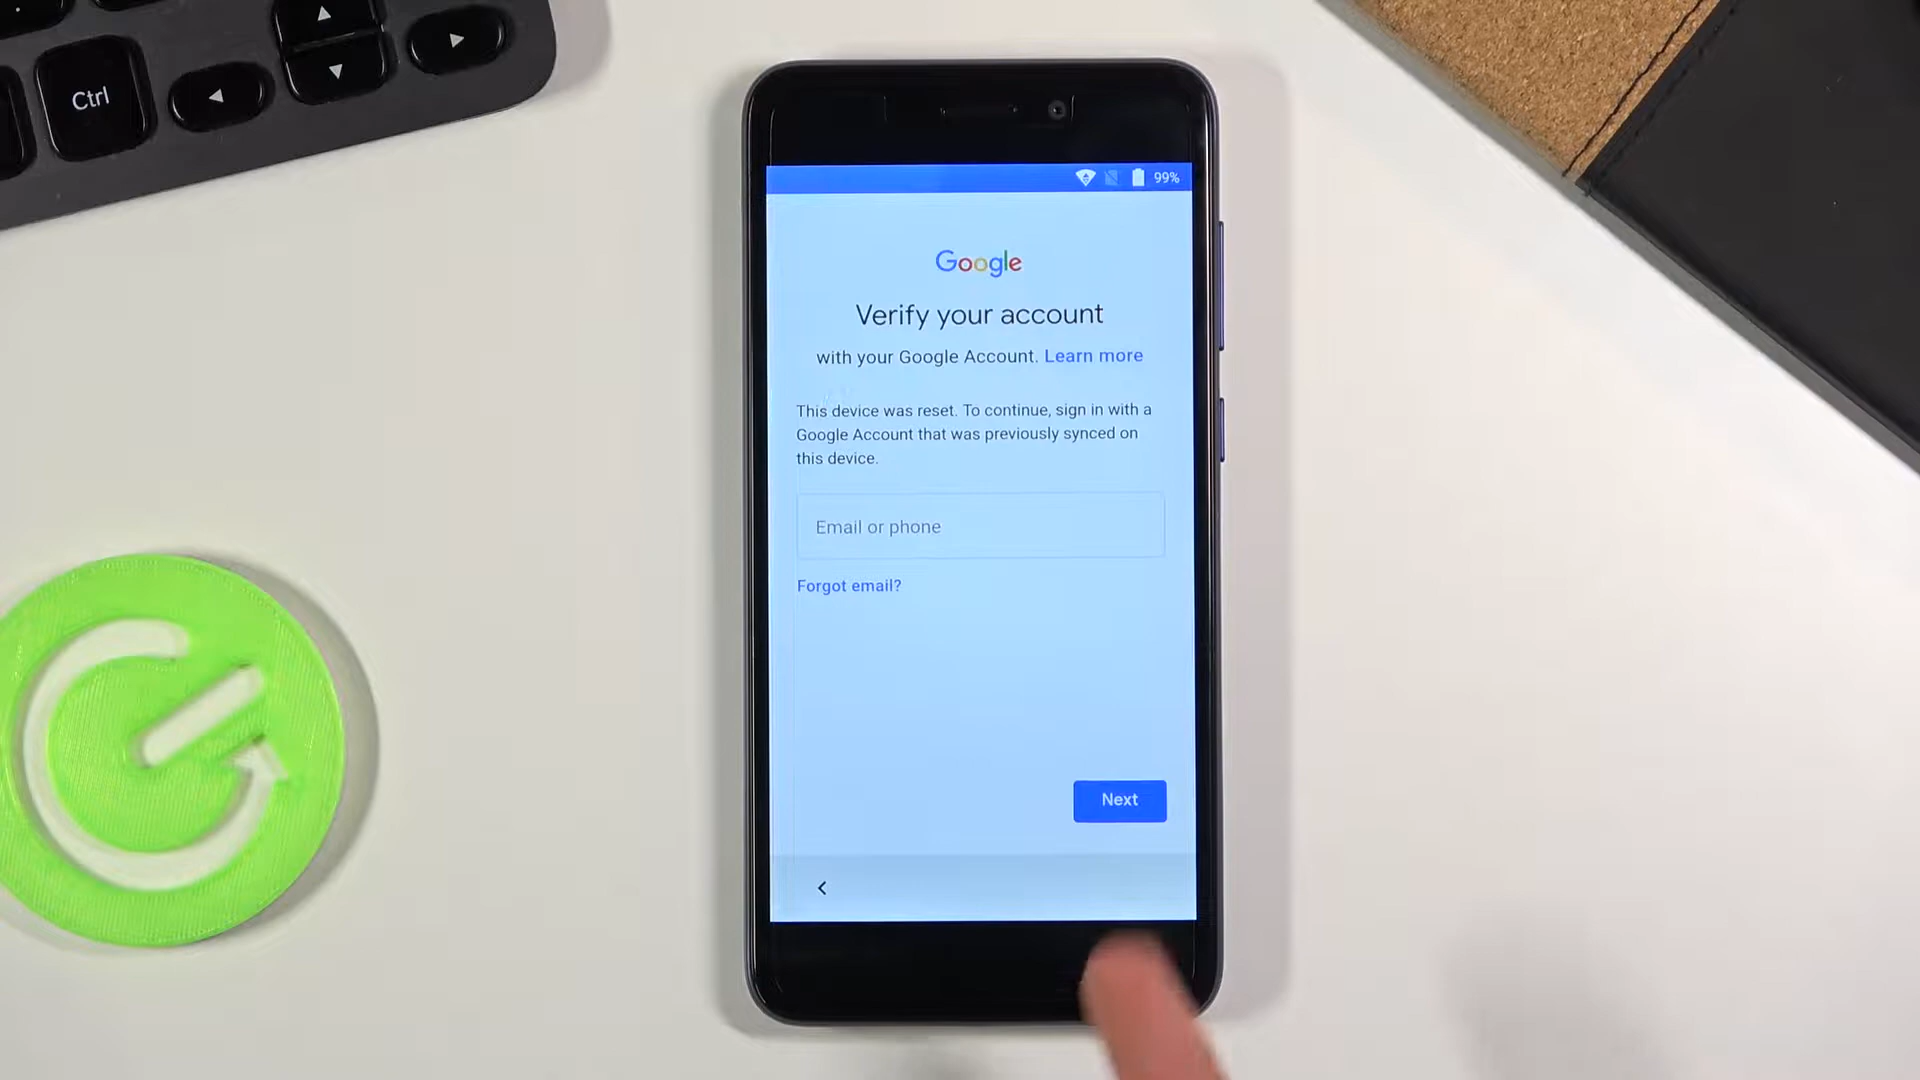 Ctrl
99%
Google
Verify your account
with your Google Account. Learn more
This device was reset. To continue, sign in with a
Google Account that was previously synced on
this device.
Email or phone
Forgot email?
Next